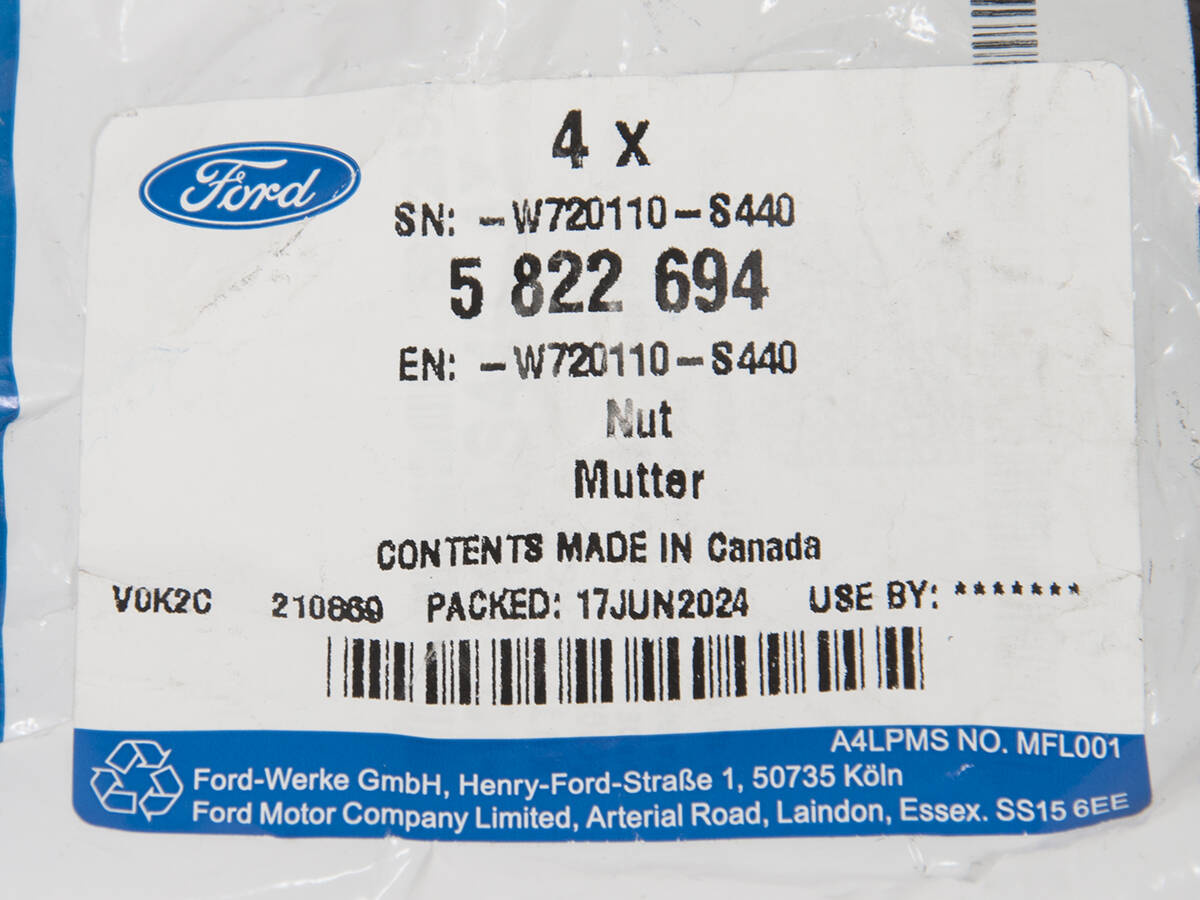 4 x
Ford
SN: -W720110-S440
5 822 694
EN: -W720110-S440
Nut
Mutter
CONTENTS MADE IN Canada
V0K2C PACKED: 17JUN2024 USE BY: *******
A4LPMS NO. MFL001
Ford-Werke GmbH, Henry-Ford-Straße 1, 50735 Köln
Ford Motor Company Limited, Arterial Road, Laindon, Essex. SS15 6EE